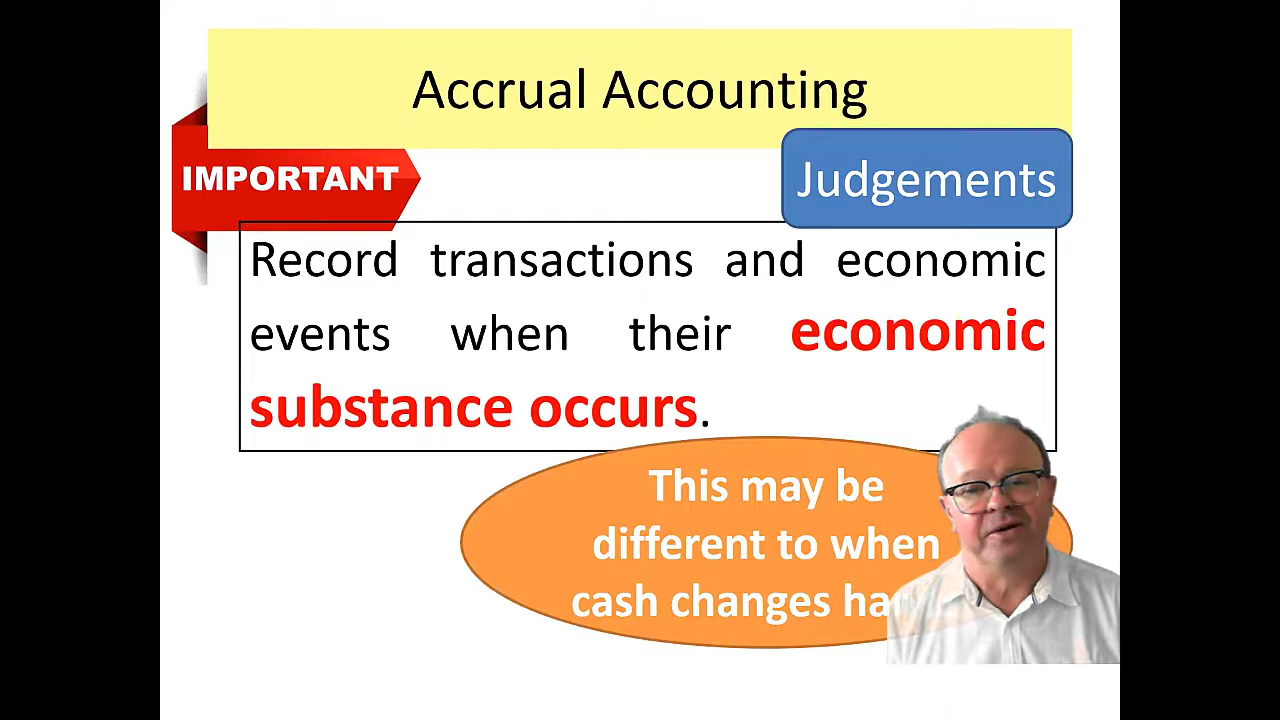 Accrual Accounting
IMPORTANT
Judgements
Record transactions and economic
events when their economic
substance occurs.
This may be
different to when
cash changes